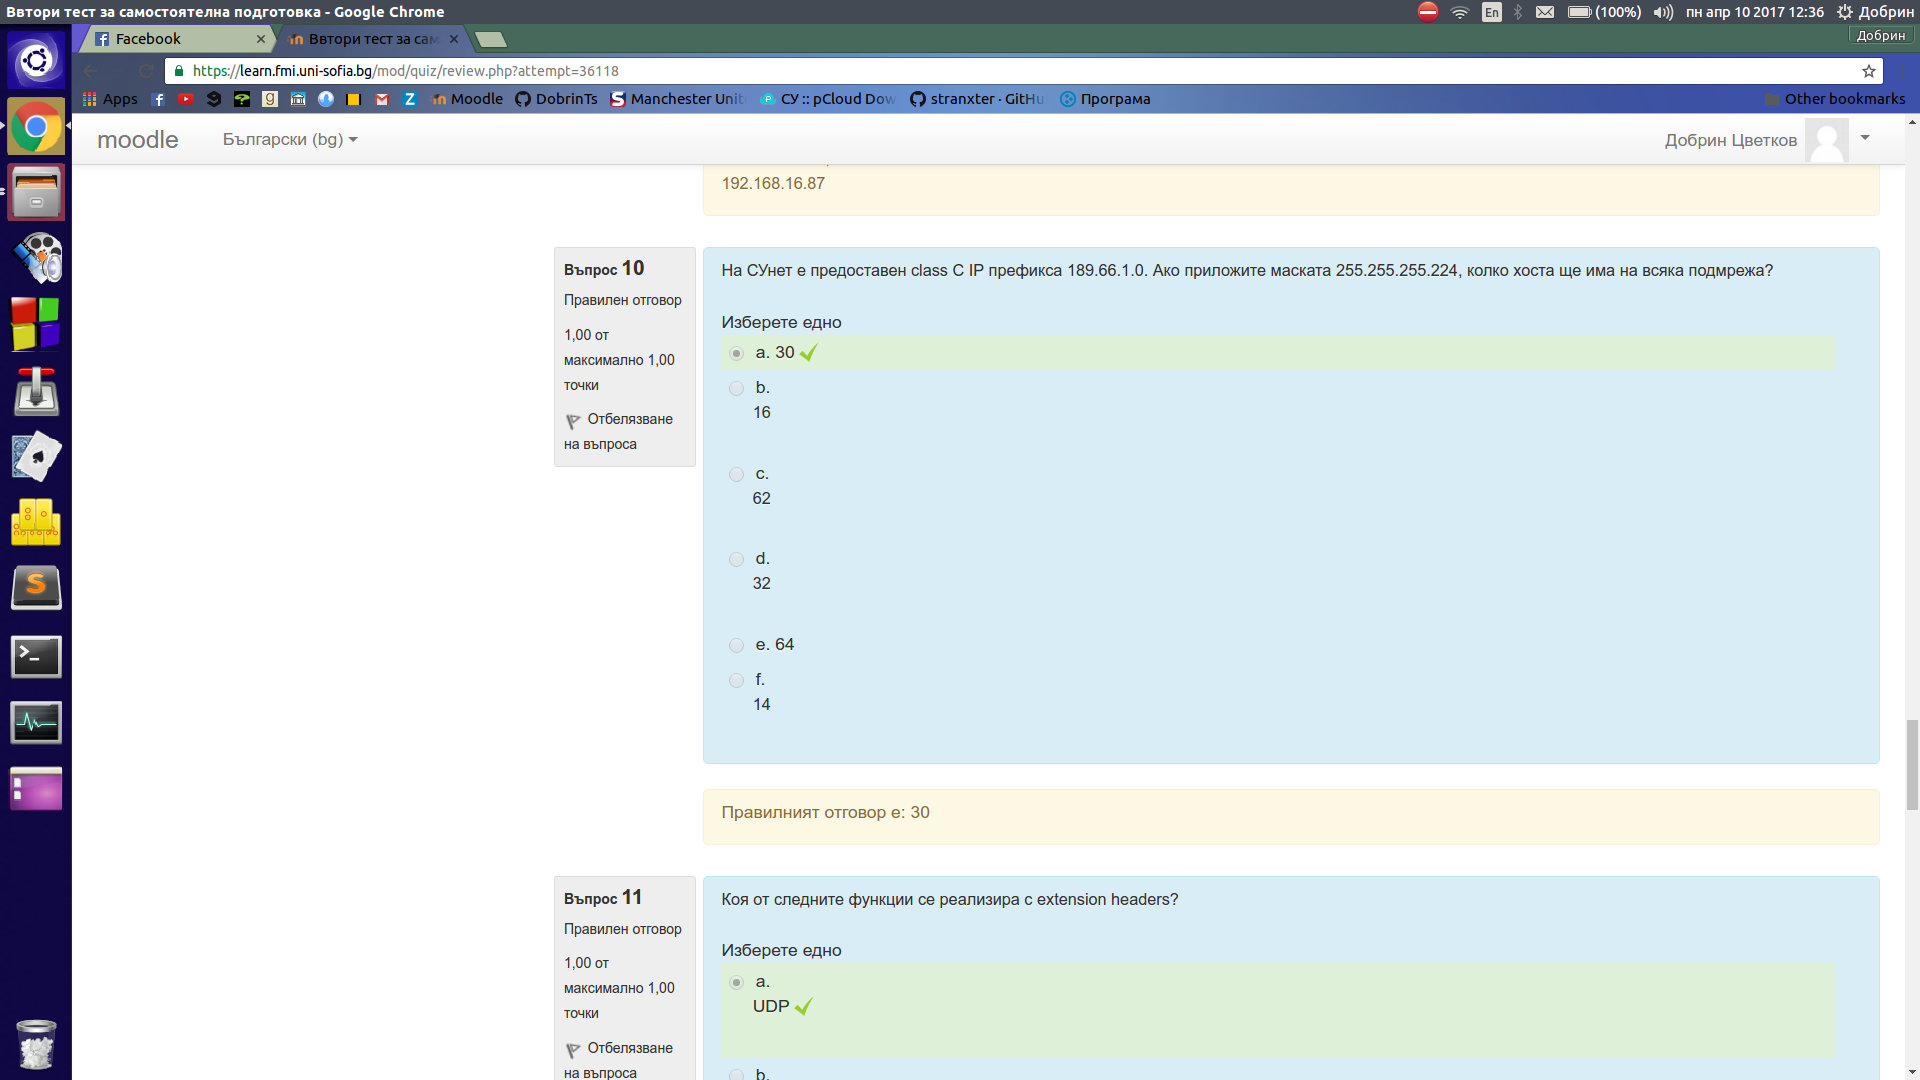 Ввтори тест за самостоятелна подготовка - Google Chrome
En
(100%)
пн апр 10 2017 12:36
Добрин
Facebook
Ввтори тест за сам
Добрин
https://learn.fmi.uni-sofia.bg/mod/quiz/review.php?attempt=36118
Apps
Moodle
DobrinTs
Manchester Unit
СУ :: pCloud Dow
stranxter · GitHu
Програма
Other bookmarks
moodle
Български (bg)
Добрин Цветков
192.168.16.87
Въпрос 10
Правилен отговор
1,00 от
максимално 1,00
точки
Отбелязване
на въпроса
На СУнет е предоставен class C IP префикса 189.66.1.0. Ако приложите маската 255.255.255.224, колко хоста ще има на всяка подмрежа?
Изберете едно
a. 30
b.
16
c.
62
d.
32
e. 64
f.
14
Правилният отговор е: 30
Въпрос 11
Правилен отговор
1,00 от
максимално 1,00
точки
Отбелязване
на въпроса
Коя от следните функции се реализира с extension headers?
Изберете едно
a.
UDP
b.